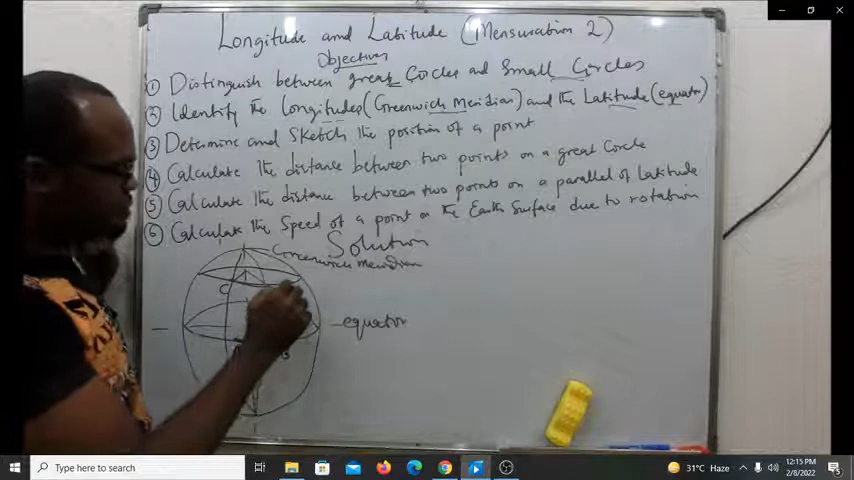 Longitude and Latitude (Mensuration 2)
Objectives
① Distinguish between great Circles and Small Circles
② Identify the Longitudes (Greenwich Meridian) and the Latitude (equator)
③ Determine and Sketch the position of a point
④ Calculate the distance between two points on a great Circle
⑤ Calculate the distance between two points on a parallel of Latitude
⑥ Calculate the Speed of a point on the Earth Surface due to rotation
Solution
Greenwich Meridian
C
equator
A
B
Type here to search
31°C Haze
12:15 PM
2/8/2022